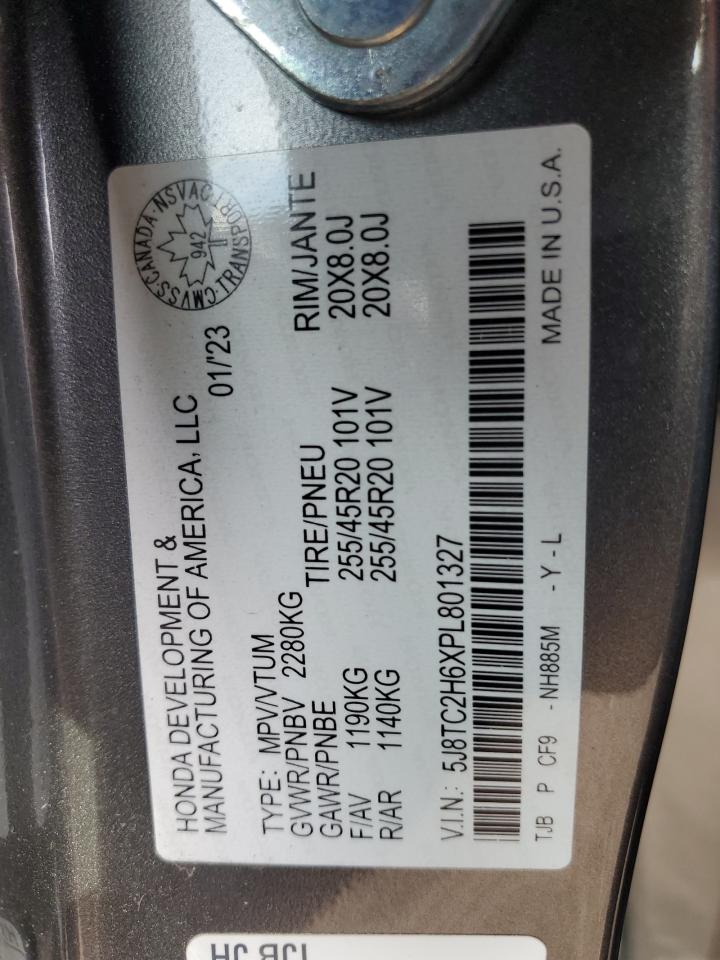 HONDA DEVELOPMENT &
MANUFACTURING OF AMERICA, LLC
01/'23
CMVSS·CANADA·NSVAC·TRANSPORT·
942
TYPE: MPV/VTUM
GVWR/PNBV 2280KG
GAWR/PNBE TIRE/PNEU RIM/JANTE
F/AV 1190KG 255/45R20 101V 20X8.0J
R/AR 1140KG 255/45R20 101V 20X8.0J
V.I.N.: 5J8TC2H6XPL801327
TJB P CF9 -NH885M -Y-L MADE IN U.S.A.